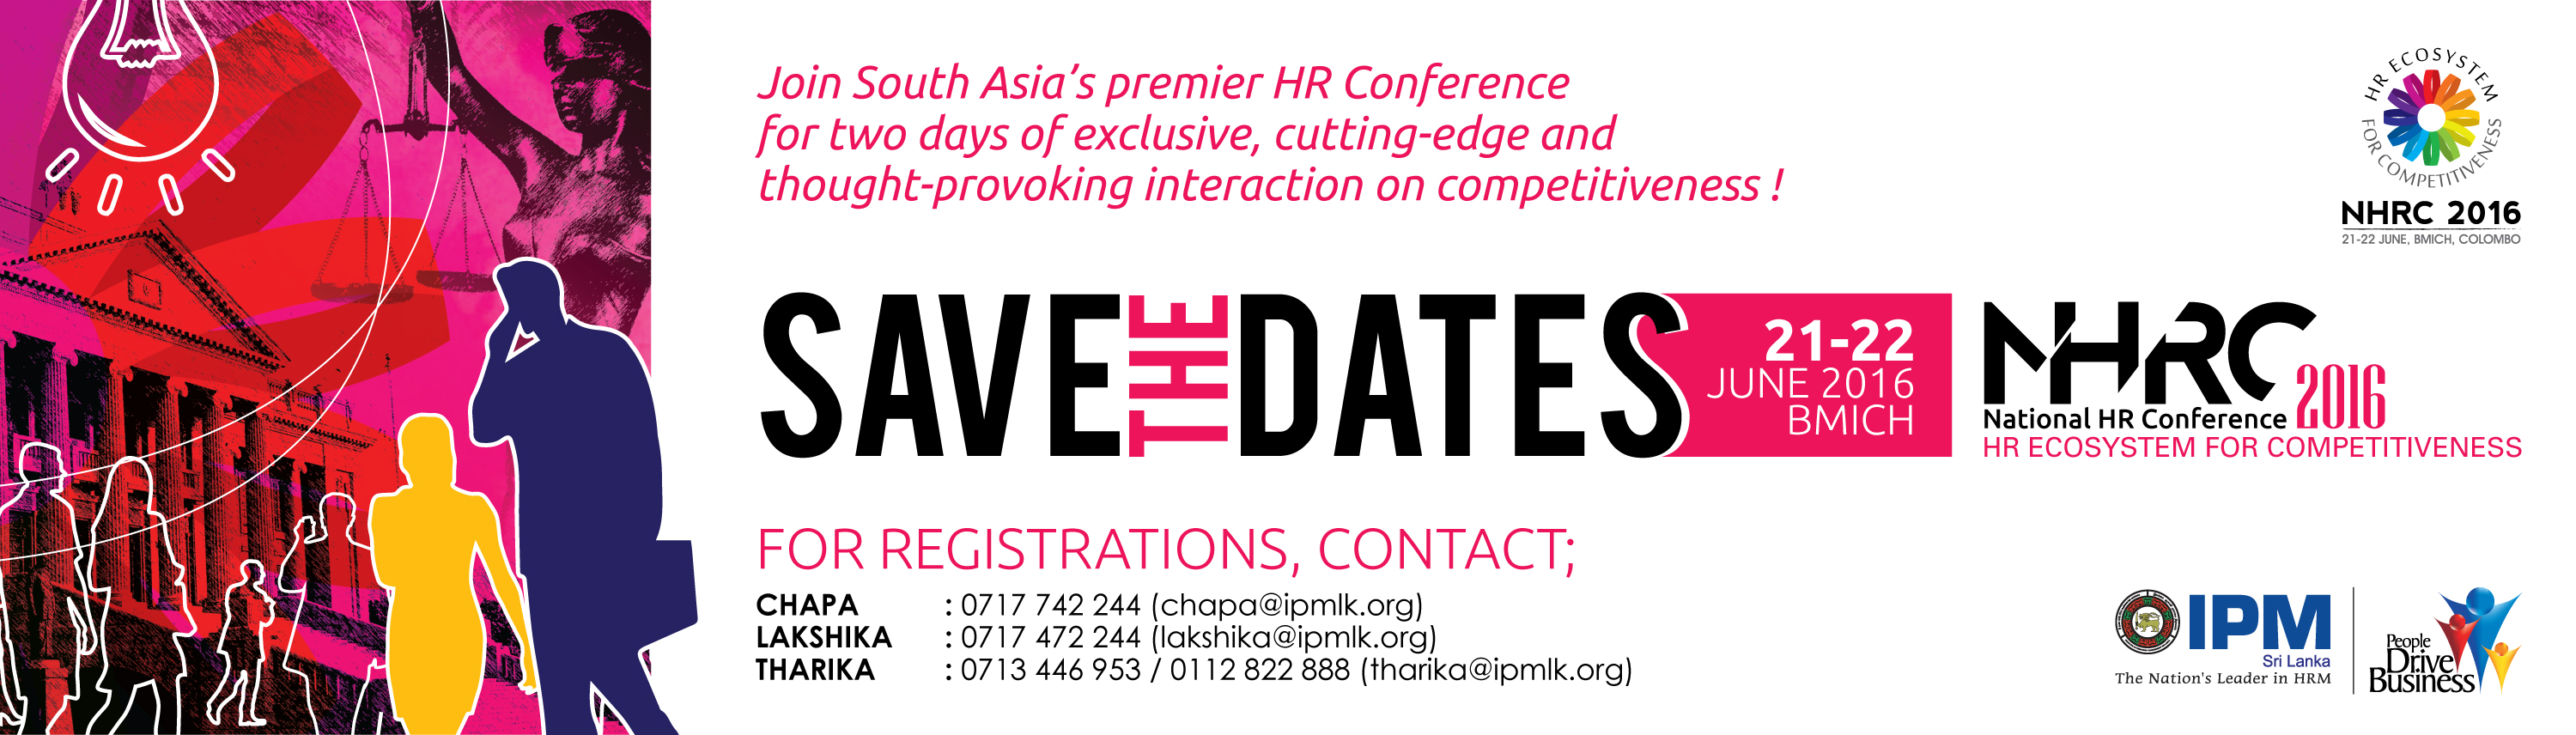 Join South Asia's premier HR Conference
for two days of exclusive, cutting-edge and
thought-provoking interaction on competitiveness !
HR ECOSYSTEM
FOR COMPETITIVENESS
NHRC 2016
21-22 JUNE, BMICH, COLOMBO
SAVE THE DATES
21-22
JUNE 2016
BMICH
NHRC
National HR Conference 2016
HR ECOSYSTEM FOR COMPETITIVENESS
FOR REGISTRATIONS, CONTACT;
CHAPA : 0717 742 244 (chapa@ipmlk.org)
LAKSHIKA : 0717 472 244 (lakshika@ipmlk.org)
THARIKA : 0713 446 953 / 0112 822 888 (tharika@ipmlk.org)
IPM
Sri Lanka
The Nation's Leader in HRM
People
Drive
Business